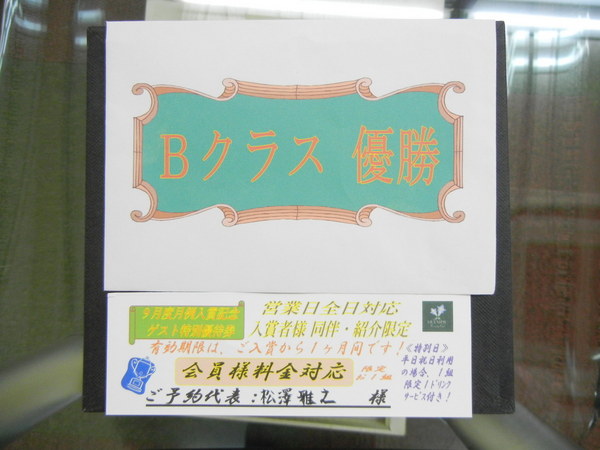 Bクラス 優勝
9月度月例入賞記念
ゲスト特別優待券
営業日全日対応
入賞者様 同伴・紹介限定
有効期限は、ご入賞から1ヶ月間です!
会員様料金対応
限定
お1組
≪特別日≫
平日祝日利用
の場合、1組
限定1ドリンク
サービス付き!
ご予約代表:松澤雅之 様